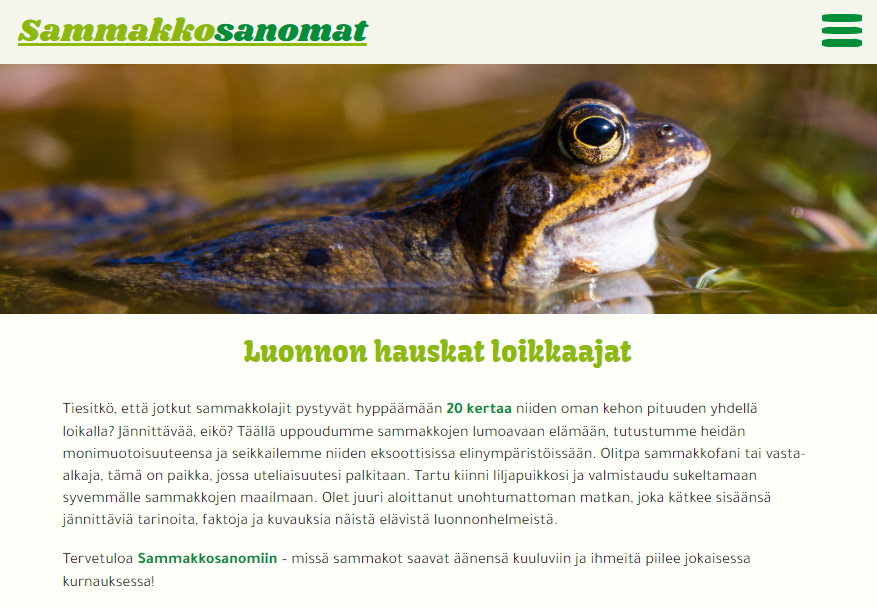 Sammakkosanomat
Luonnon hauskat loikkaajat
Tiesitkö, että jotkut sammakkolajit pystyvät hyppäämään 20 kertaa niiden oman kehon pituuden yhdellä
loikalla? Jännittävää, eikö? Täällä uppoudumme sammakkojen lumoavaan elämään, tutustumme heidän
monimuotoisuuteensa ja seikkailemme niiden eksoottisissa elinympäristöissään. Olitpa sammakkofani tai vasta-
alkaja, tämä on paikka, jossa uteliaisuutesi palkitaan. Tartu kiinni liljapuikkosi ja valmistaudu sukeltamaan
syvemmälle sammakkojen maailmaan. Olet juuri aloittanut unohtumattoman matkan, joka kätkee sisäänsä
jännittäviä tarinoita, faktoja ja kuvauksia näistä elävistä luonnonhelmeistä.
Tervetuloa Sammakkosanomiin - missä sammakot saavat äänensä kuuluviin ja ihmeitä piilee jokaisessa
kurnauksessa!